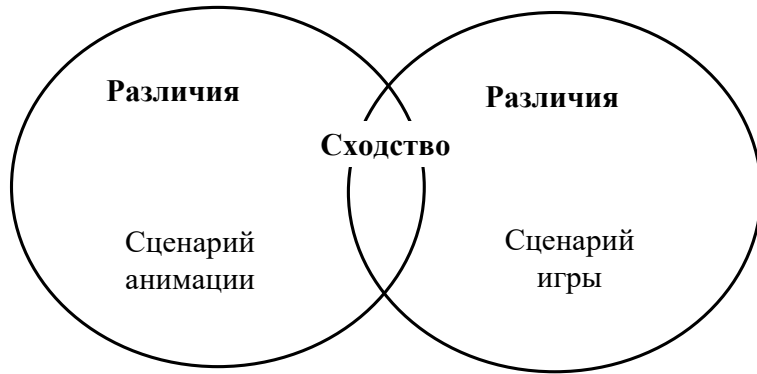 Различия
Различия
Сходство
Сценарий
анимации
Сценарий
игры